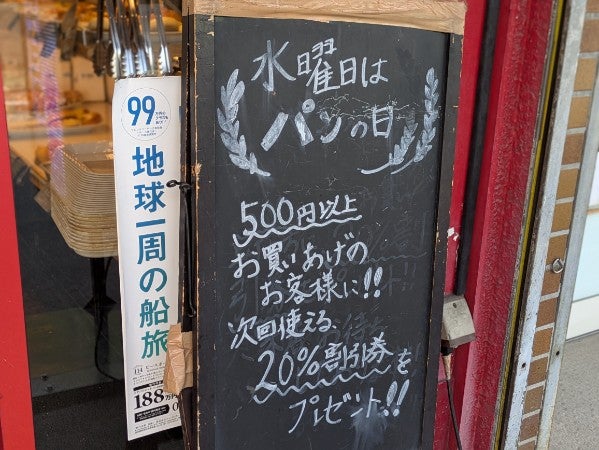 水曜日は
パンの日
500円以上
お買いあげの
お客様に!!
次回使える、
20%割引券を
プレゼント!!
99
地球一周の船旅
188